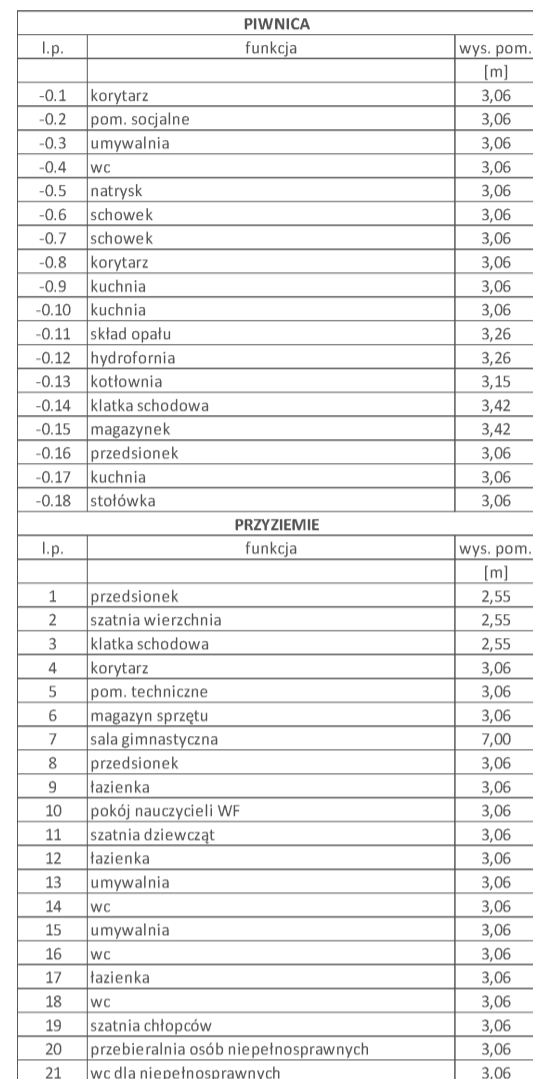 PIWNICA
l.p. funkcja wys. pom.
[m]
-0.1 korytarz 3,06
-0.2 pom. socjalne 3,06
-0.3 umywalnia 3,06
-0.4 wc 3,06
-0.5 natrysk 3,06
-0.6 schowek 3,06
-0.7 schowek 3,06
-0.8 korytarz 3,06
-0.9 kuchnia 3,06
-0.10 kuchnia 3,06
-0.11 skład opału 3,26
-0.12 hydrofornia 3,26
-0.13 kotłownia 3,15
-0.14 klatka schodowa 3,42
-0.15 magazynek 3,42
-0.16 przedsionek 3,06
-0.17 kuchnia 3,06
-0.18 stołówka 3,06
PRZYZIEMIE
l.p. funkcja wys. pom.
[m]
1 przedsionek 2,55
2 szatnia wierzchnia 2,55
3 klatka schodowa 2,55
4 korytarz 3,06
5 pom. techniczne 3,06
6 magazyn sprzętu 3,06
7 sala gimnastyczna 7,00
8 przedsionek 3,06
9 łazienka 3,06
10 pokój nauczycieli WF 3,06
11 szatnia dziewcząt 3,06
12 łazienka 3,06
13 umywalnia 3,06
14 wc 3,06
15 umywalnia 3,06
16 wc 3,06
17 łazienka 3,06
18 wc 3,06
19 szatnia chłopców 3,06
20 przebieralnia osób niepełnosprawnych 3,06
21 wc dla niepełnosprawnych 3,06